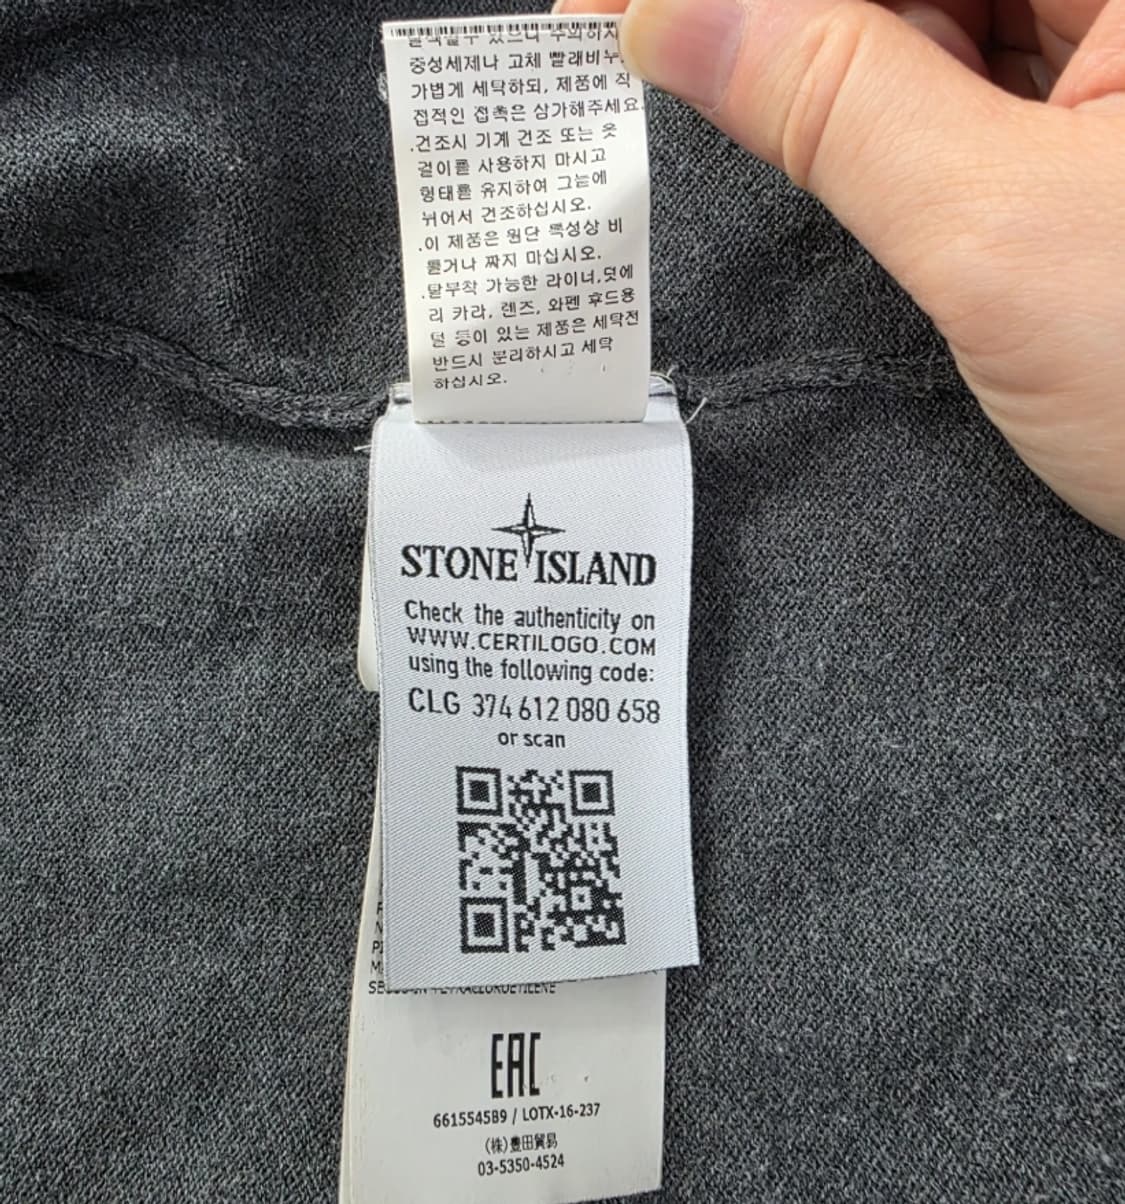 중성세제나 고체 빨래비누
가볍게 세탁하되, 제품에 직
접적인 접촉은 삼가해주세요.
.건조시 기계 건조 또는 옷
걸이를 사용하지 마시고
형태를 유지하여 그늘에
뉘어서 건조하십시오.
.이 제품은 원단 특성상 비
틀거나 짜지 마십시오.
.탈부착 가능한 라이너,덧에
리 카라, 렌즈, 와펜 후드용
털 등이 있는 제품은 세탁전
반드시 분리하시고 세탁
하십시오.
STONE ISLAND
Check the authenticity on
WWW.CERTILOGO.COM
using the following code:
CLG 374 612 080 658
or scan
EAC
6615545B9 / LOTX-16-237
(株)豊田貿易
03-5350-4524